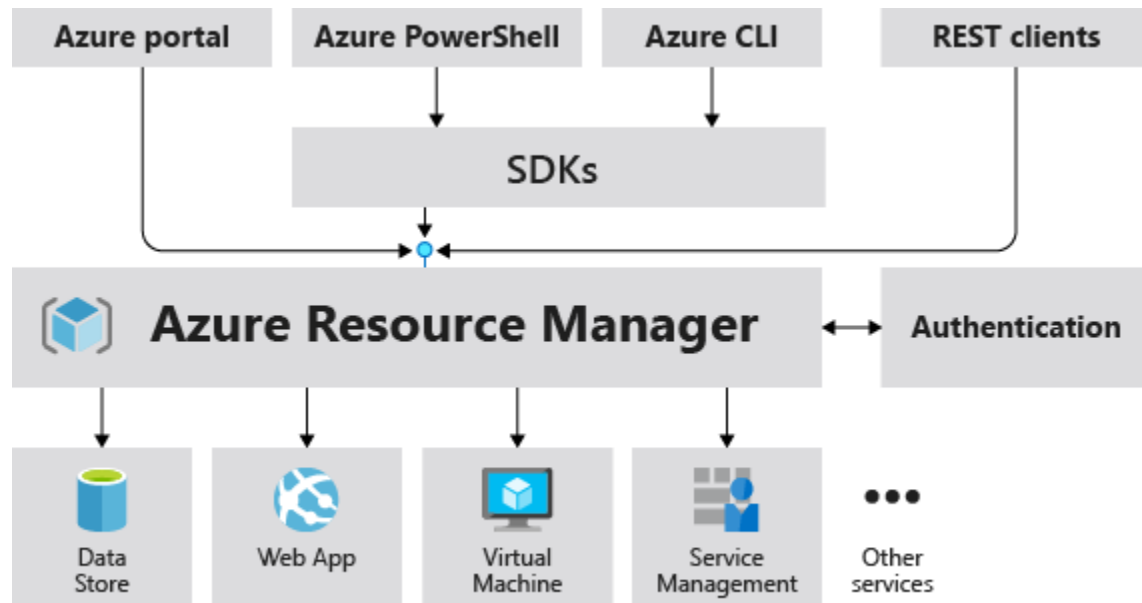 Azure portal
Azure PowerShell
Azure CLI
REST clients
SDKs
Azure Resource Manager
Authentication
Data
Store
Web App
Virtual
Machine
Service
Management
Other
services